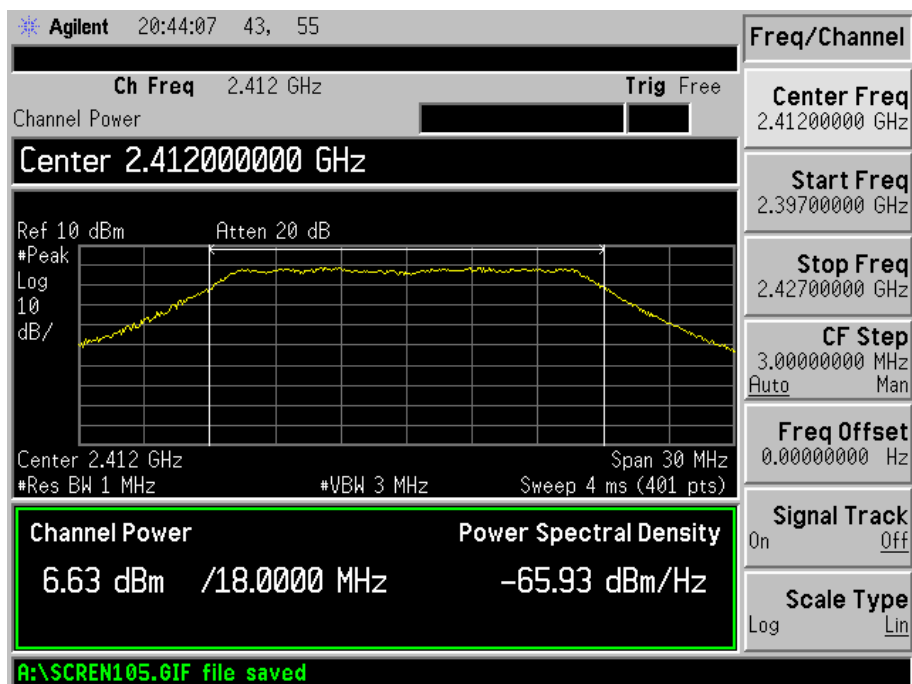 Agilent 20:44:07 43, 55
Freq/Channel
Ch Freq 2.412 GHz Trig Free
Channel Power
Center 2.412000000 GHz
Ref 10 dBm Atten 20 dB
#Peak
Log
10
dB/
Center 2.412 GHz Span 30 MHz
#Res BW 1 MHz #VBW 3 MHz Sweep 4 ms (401 pts)
Channel Power Power Spectral Density
6.63 dBm /18.0000 MHz -65.93 dBm/Hz
A:\SCREN105.GIF file saved
Center Freq
2.41200000 GHz
Start Freq
2.39700000 GHz
Stop Freq
2.42700000 GHz
CF Step
3.00000000 MHz
Auto Man
Freq Offset
0.00000000 Hz
Signal Track
On Off
Scale Type
Log Lin